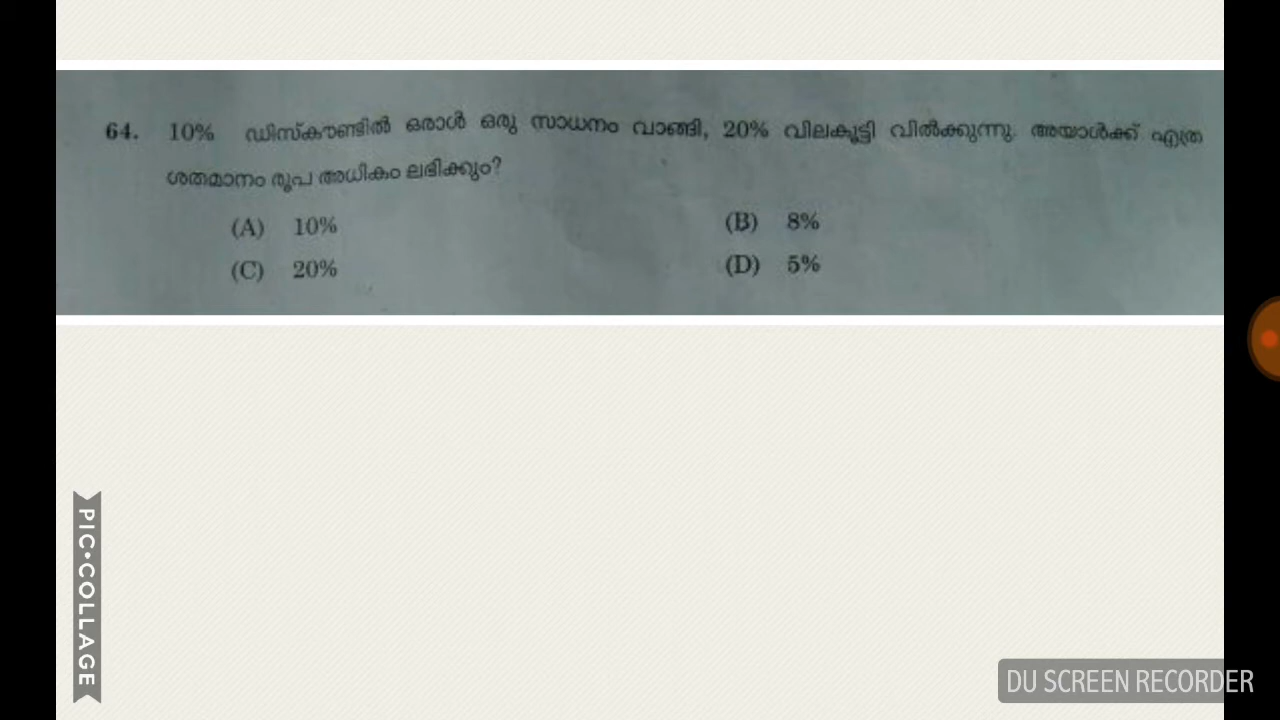 64. 10% ഡിസ്കൗണ്ടിൽ ഒരാൾ ഒരു സാധനം വാങ്ങി, 20% വിലകൂട്ടി വിൽക്കുന്നു. അയാൾക്ക് എത്ര
ശതമാനം രൂപ അധികം ലഭിക്കും?
(A) 10% (B) 8%
(C) 20% (D) 5%
PIC•COLLAGE
DU SCREEN RECORDER